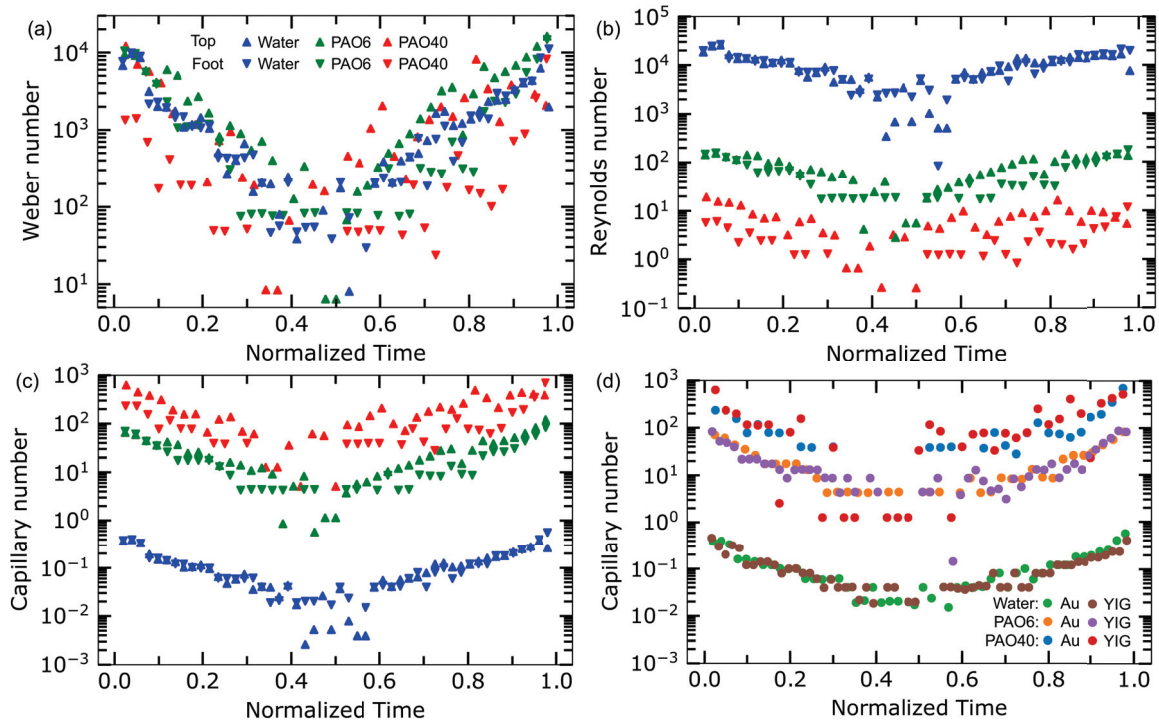 (a)
Top Water PAO6 PAO40
Foot Water PAO6 PAO40
Weber number
10^4
10^3
10^2
10^1
0.0 0.2 0.4 0.6 0.8 1.0
Normalized Time
(b)
Reynolds number
10^5
10^4
10^3
10^2
10^1
10^0
10^-1
0.0 0.2 0.4 0.6 0.8 1.0
Normalized Time
(c)
Capillary number
10^3
10^2
10^1
10^0
10^-1
10^-2
10^-3
0.0 0.2 0.4 0.6 0.8 1.0
Normalized Time
(d)
Capillary number
10^3
10^2
10^1
10^0
10^-1
10^-2
10^-3
Water: Au YIG
PAO6: Au YIG
PAO40: Au YIG
0.0 0.2 0.4 0.6 0.8 1.0
Normalized Time